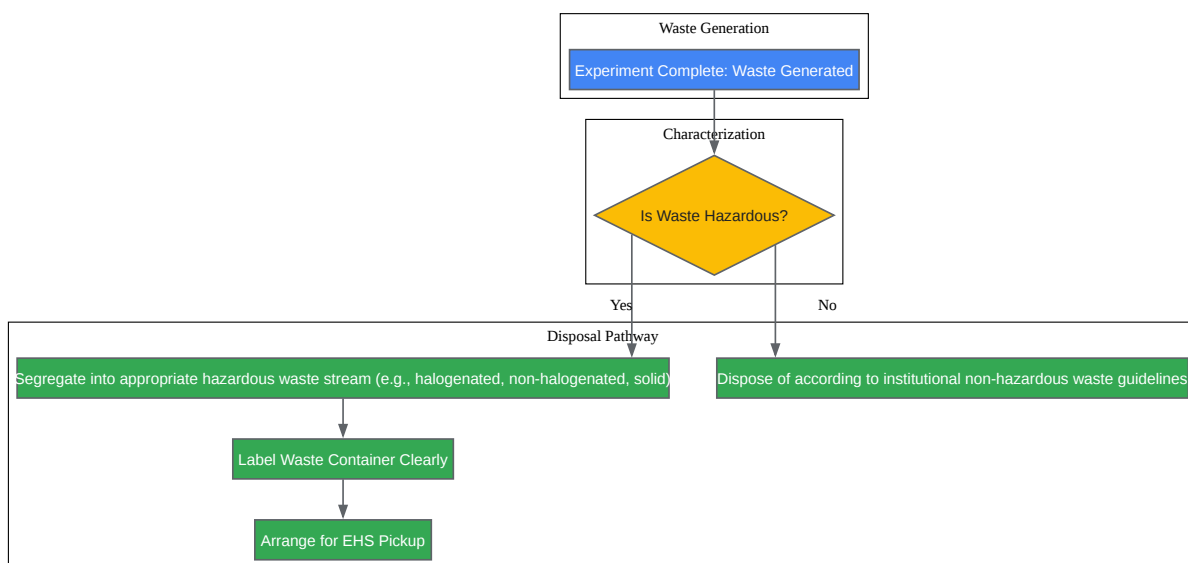 Waste Generation
Experiment Complete: Waste Generated
Characterization
Is Waste Hazardous?
Yes
No
Disposal Pathway
Segregate into appropriate hazardous waste stream (e.g., halogenated, non-halogenated, solid)
Dispose of according to institutional non-hazardous waste guidelines
Label Waste Container Clearly
Arrange for EHS Pickup